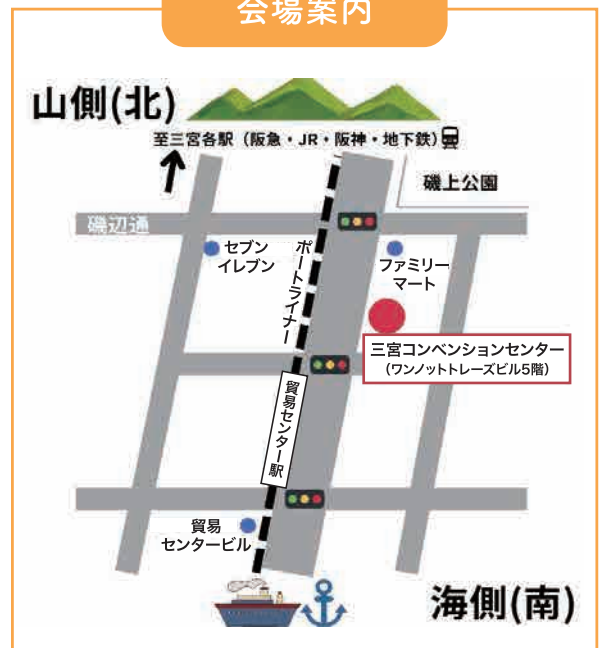 会場案内
山側(北)
至三宮各駅（阪急・JR・阪神・地下鉄）
磯上公園
磯辺通
セブン
イレブン
ポートライナー
ファミリー
マート
三宮コンベンションセンター
（ワンノットトレーズビル5階）
貿易センター駅
貿易
センタービル
海側(南)